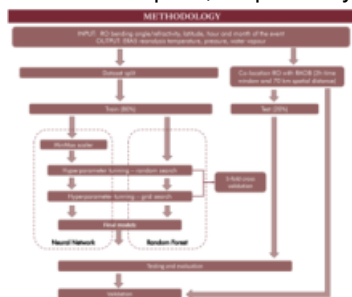 METHODOLOGY
INPUT: RO bending angle/refractivity, latitude, hour and month of the event
OUTPUT: ERA5 reanalysis temperature, pressure, water vapour
Dataset split
Co-location RO with RAOB (3h time
window and 70 km spatial distance)
Train (80%)
Test (20%)
MinMax scaler
Hyperparameter tunning - random search
5-fold cross
validation
Hyperparameter tunning - grid search
Final models
Neural Network
Random Forest
Testing and evaluation
Validation